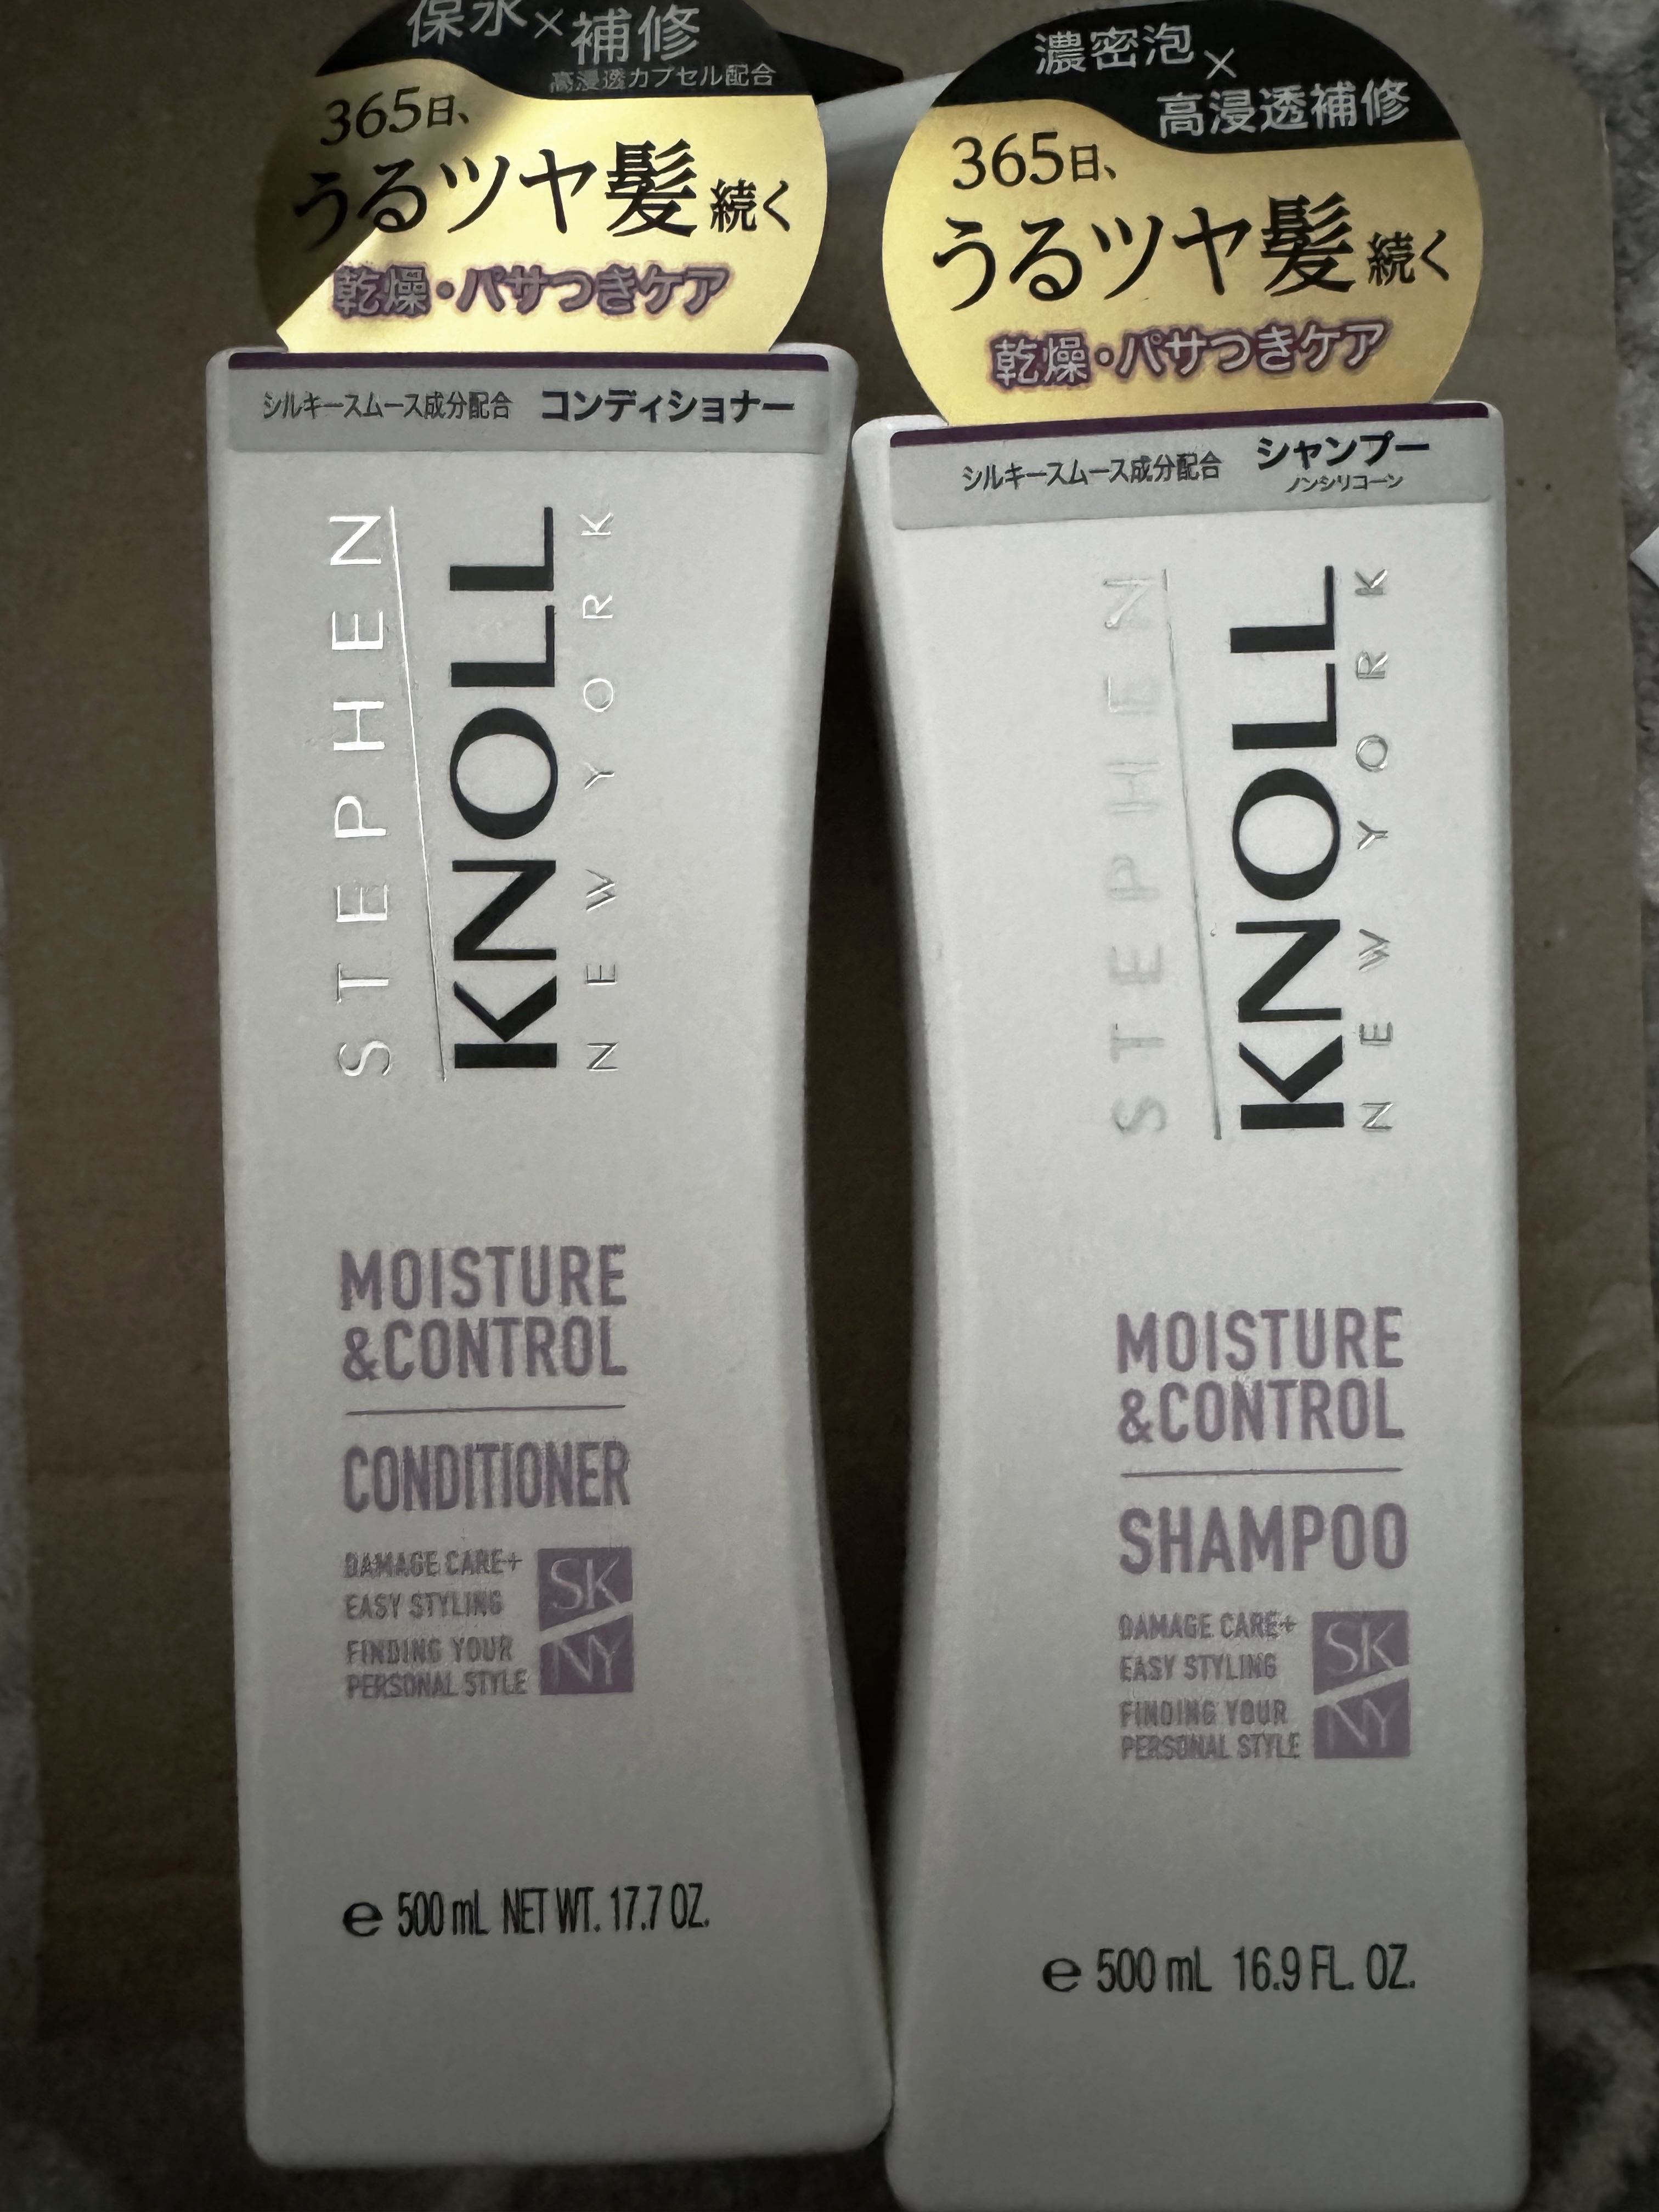 保水×補修
高浸透カプセル配合
365日、
うるツヤ髪続く
乾燥・パサつきケア
シルキースムース成分配合 コンディショナー
STEPHEN
KNOLL
NEW YORK
MOISTURE
&CONTROL
CONDITIONER
DAMAGE CARE+
EASY STYLING
FINDING YOUR
PERSONAL STYLE
SK
NY
e 500 mL NET WT. 17.7 OZ.
濃密泡×
高浸透補修
365日、
うるツヤ髪続く
乾燥・パサつきケア
シルキースムース成分配合 シャンプー
ノンシリコーン
STEPHEN
KNOLL
NEW YORK
MOISTURE
&CONTROL
SHAMPOO
DAMAGE CARE+
EASY STYLING
FINDING YOUR
PERSONAL STYLE
SK
NY
e 500 mL 16.9 FL. OZ.